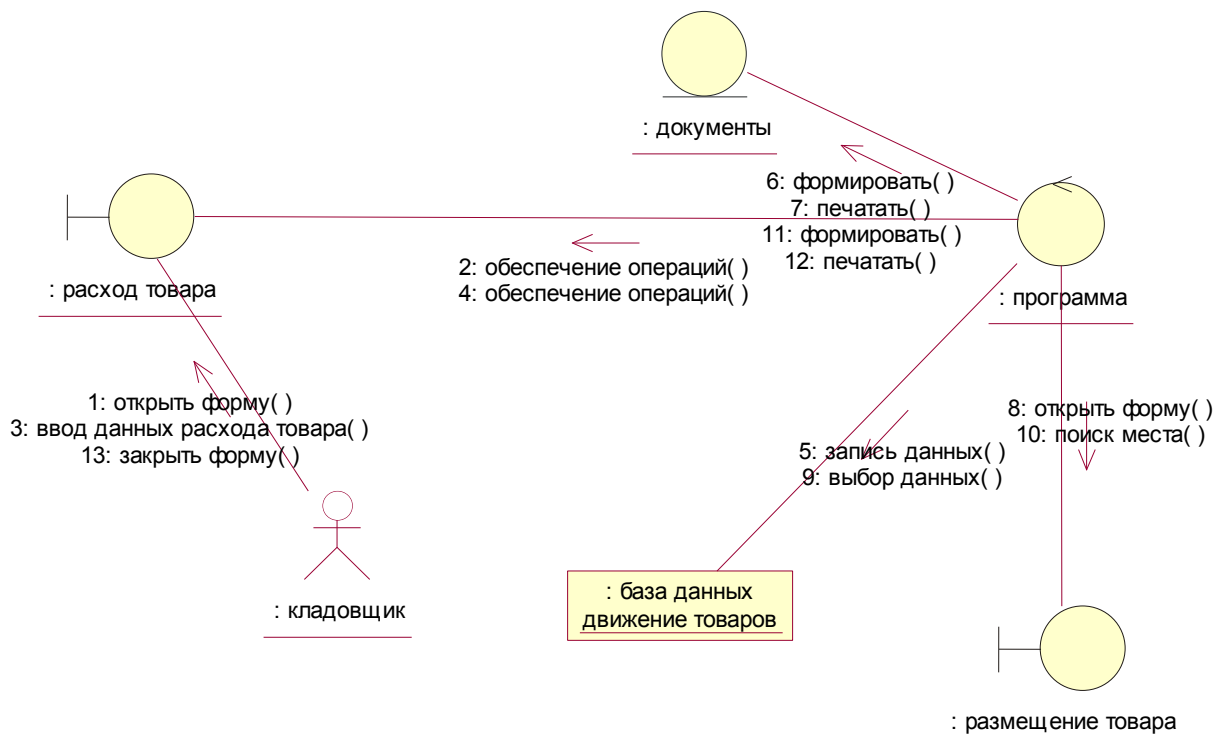 : документы
6: формировать( )
7: печатать( )
11: формировать( )
12: печатать( )
2: обеспечение операций( )
4: обеспечение операций( )
: расход товара
: программа
1: открыть форму( )
3: ввод данных расхода товара( )
13: закрыть форму( )
8: открыть форму( )
10: поиск места( )
5: запись данных( )
9: выбор данных( )
: база данных
движение товаров
: кладовщик
: размещение товара